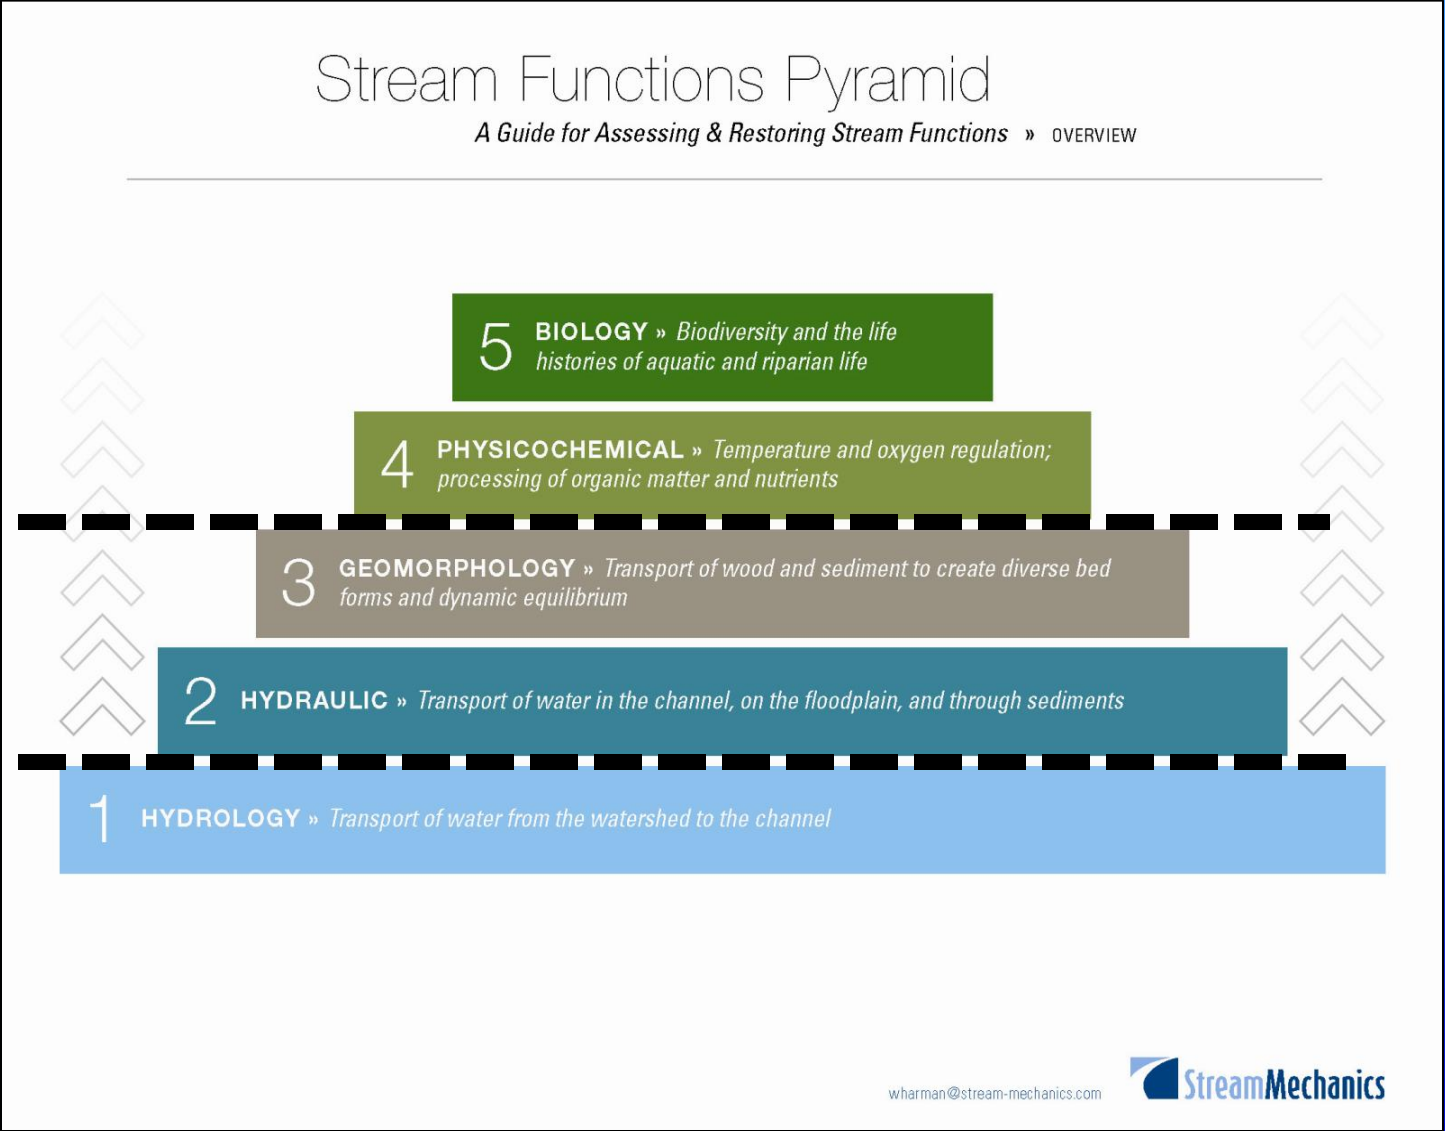 Stream Functions Pyramid
A Guide for Assessing & Restoring Stream Functions » OVERVIEW
5 BIOLOGY » Biodiversity and the life
histories of aquatic and riparian life
4 PHYSICOCHEMICAL » Temperature and oxygen regulation;
processing of organic matter and nutrients
3 GEOMORPHOLOGY » Transport of wood and sediment to create diverse bed
forms and dynamic equilibrium
2 HYDRAULIC » Transport of water in the channel, on the floodplain, and through sediments
1 HYDROLOGY » Transport of water from the watershed to the channel
wharman@stream-mechanics.com
StreamMechanics